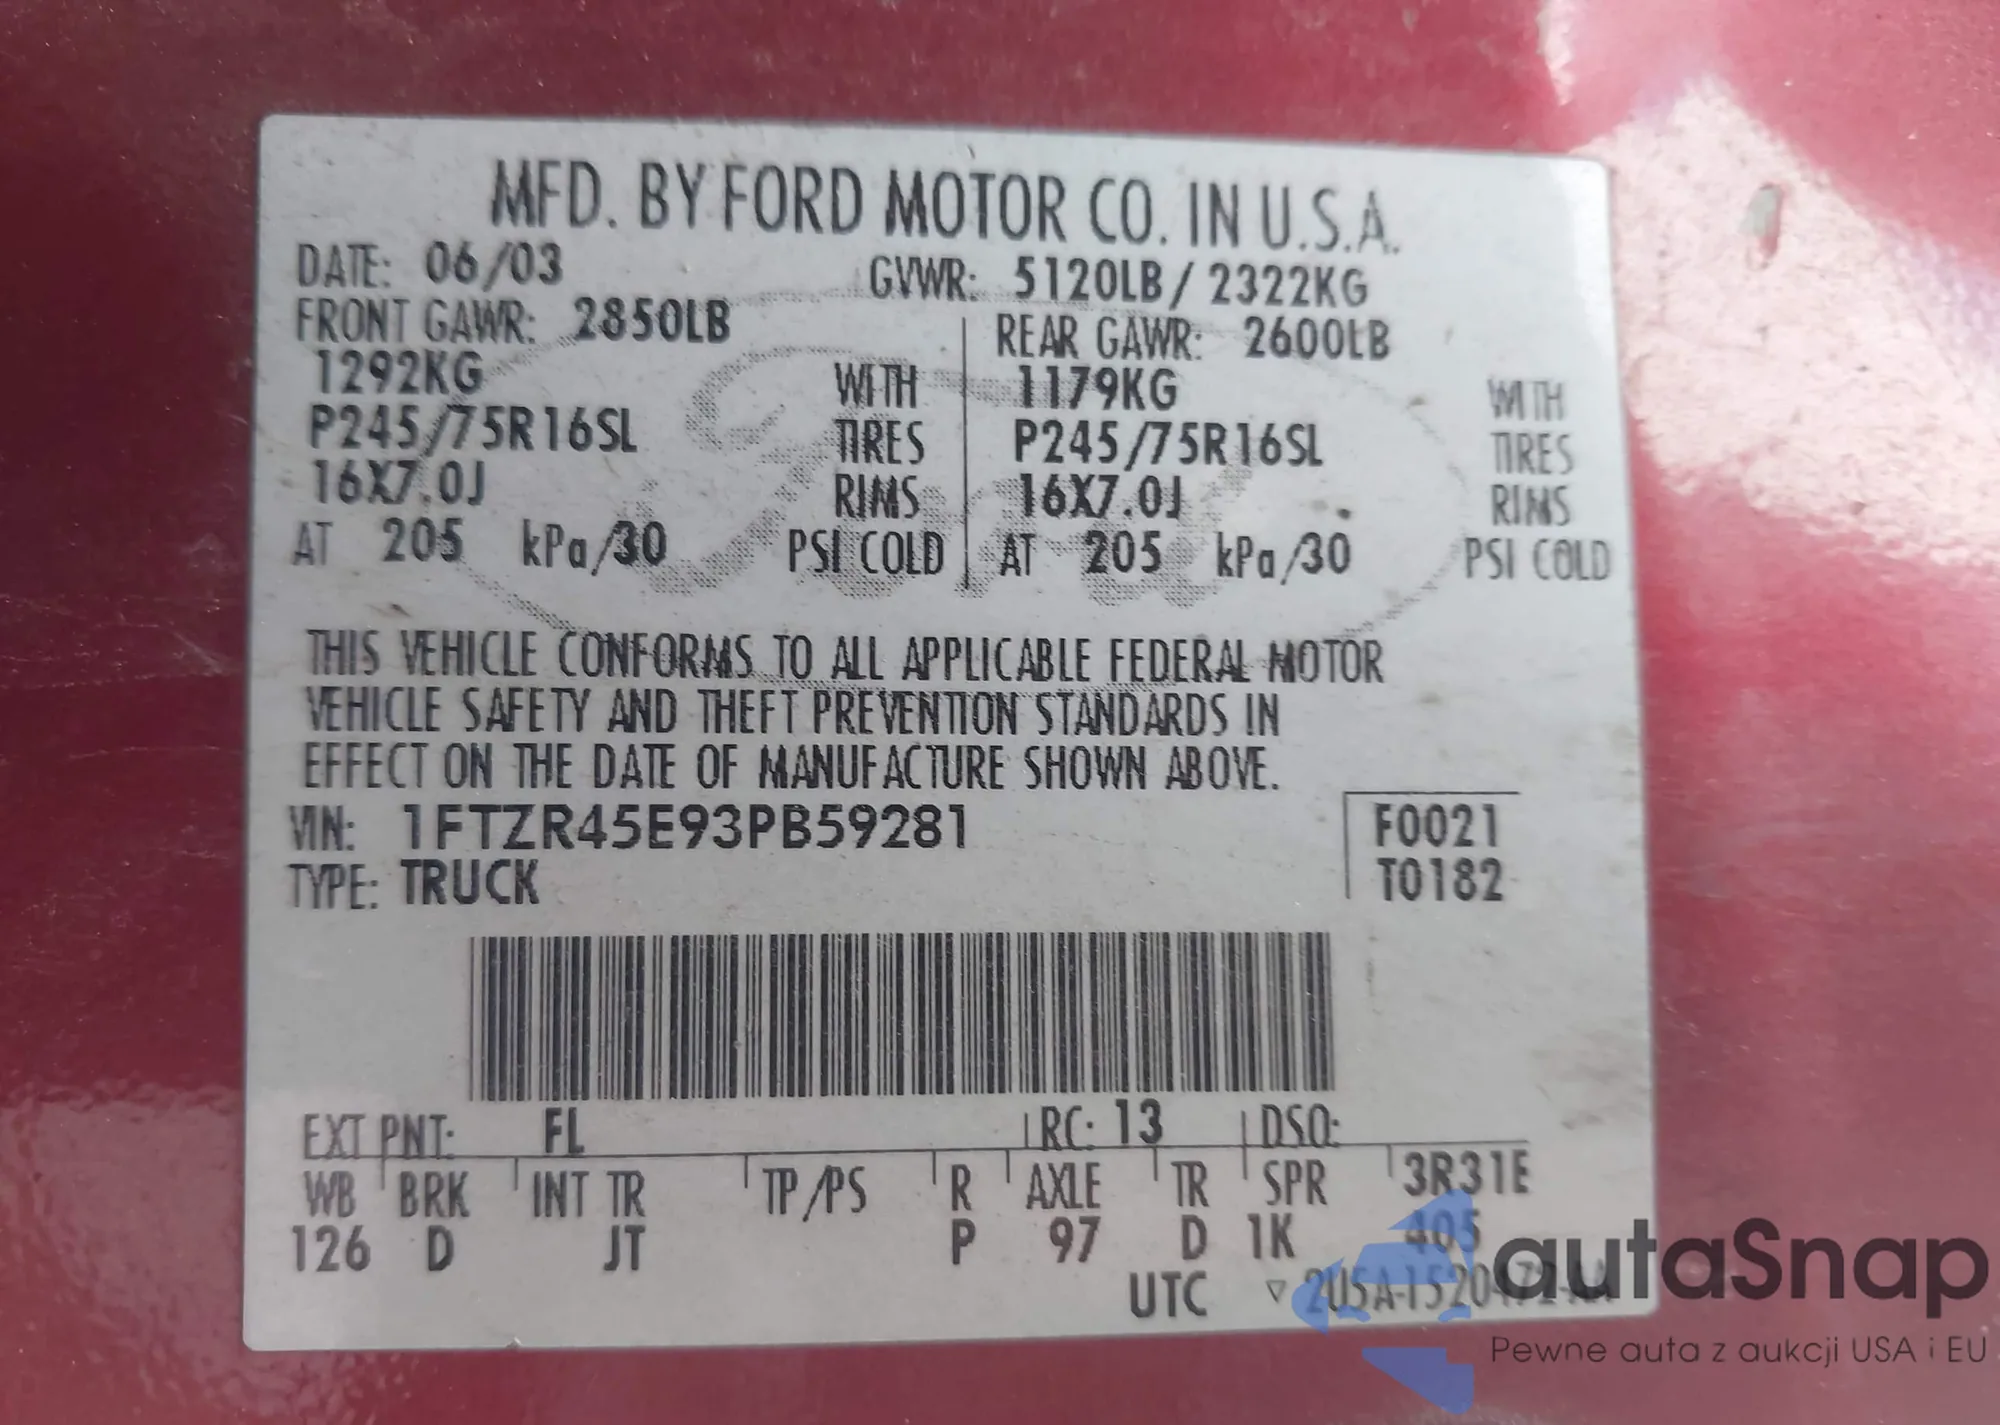 MFD. BY FORD MOTOR CO. IN U.S.A.
DATE: 06/03 GVWR: 5120LB / 2322KG
FRONT GAWR: 2850LB REAR GAWR: 2600LB
1292KG WITH 1179KG WITH
P245/75R16SL TIRES P245/75R16SL TIRES
16X7.0J RIMS 16X7.0J RIMS
AT 205 kPa/30 PSI COLD AT 205 kPa/30 PSI COLD
THIS VEHICLE CONFORMS TO ALL APPLICABLE FEDERAL MOTOR
VEHICLE SAFETY AND THEFT PREVENTION STANDARDS IN
EFFECT ON THE DATE OF MANUFACTURE SHOWN ABOVE.
VIN: 1FTZR45E93PB59281 F0021
TYPE: TRUCK T0182
EXT PNT: FL RC: 13 DSO:
WB BRK INT TR TP/PS R AXLE TR SPR 3R31E
126 D JT P 97 D 1K 405
UTC
autaSnap
Pewne auta z aukcji USA i EU